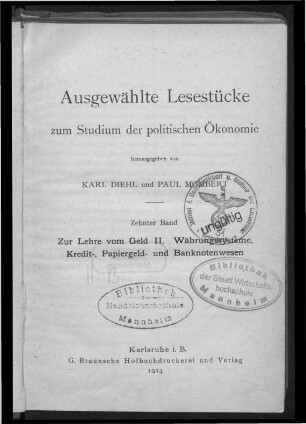 Ausgewählte Lesestücke
zum Studium der politischen Ökonomie
herausgegeben von
KARL DIEHL und PAUL MOMBERT
Zehnter Band
Zur Lehre vom Geld II, Währungssysteme,
Kredit-, Papiergeld- und Banknotenwesen
ungültig
Bibliothek
der Staatl. Wirtschafts-
hochschule
Mannheim
Bibliothek
Handelshochschule
Mannheim
Karlsruhe i. B.
G. Braunsche Hofbuchdruckerei und Verlag
1914